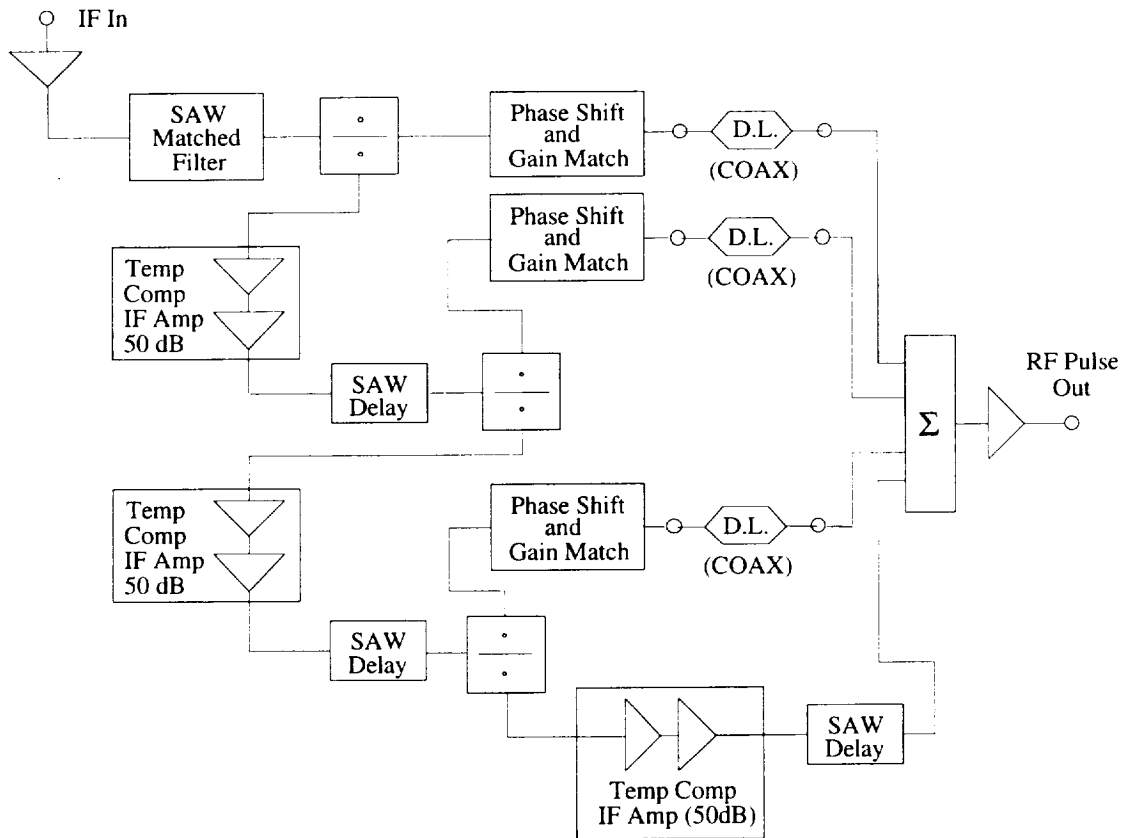 IF In
SAW
Matched
Filter
÷
Phase Shift
and
Gain Match
D.L.
(COAX)
Phase Shift
and
Gain Match
D.L.
(COAX)
Temp
Comp
IF Amp
50 dB
SAW
Delay
÷
Σ
RF Pulse
Out
Temp
Comp
IF Amp
50 dB
Phase Shift
and
Gain Match
D.L.
(COAX)
SAW
Delay
÷
Temp Comp
IF Amp (50dB)
SAW
Delay